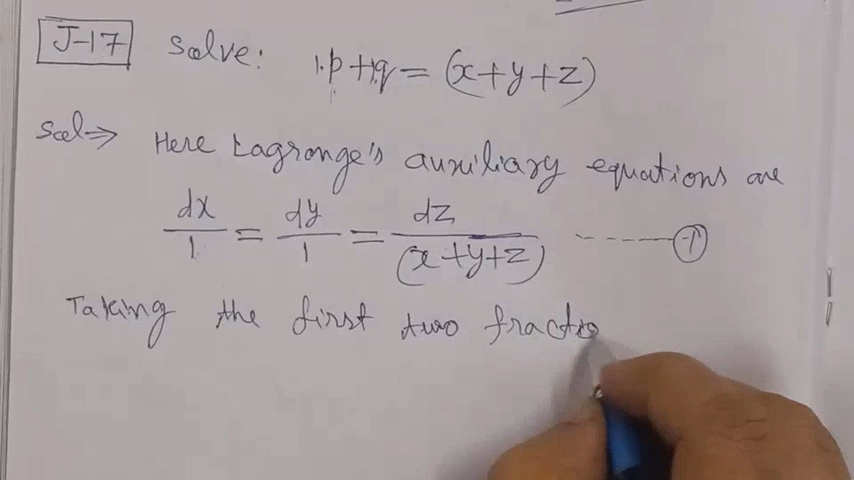 J-17 Solve: 1.p+1q = (x+y+z)
Sol⇒ Here Lagrange's auxiliary equations are
dx/1 = dy/1 = dz/(x+y+z) -------- (1)
Taking the first two fractio